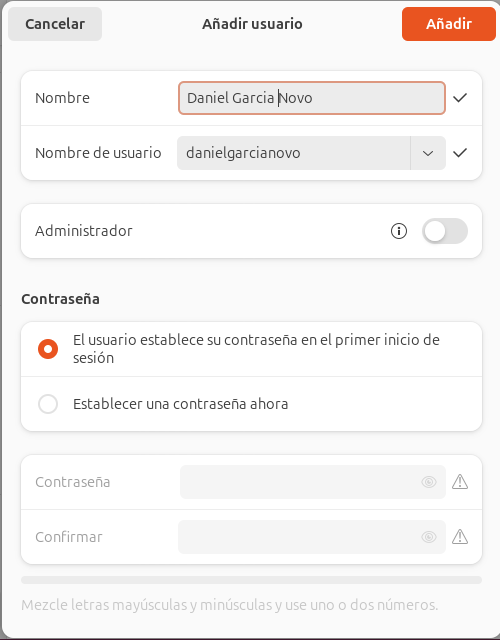 Cancelar Añadir usuario Añadir
Nombre Daniel Garcia Novo
Nombre de usuario danielgarcianovo
Administrador
Contraseña
El usuario establece su contraseña en el primer inicio de
sesión
Establecer una contraseña ahora
Contraseña
Confirmar
Mezcle letras mayúsculas y minúsculas y use uno o dos números.